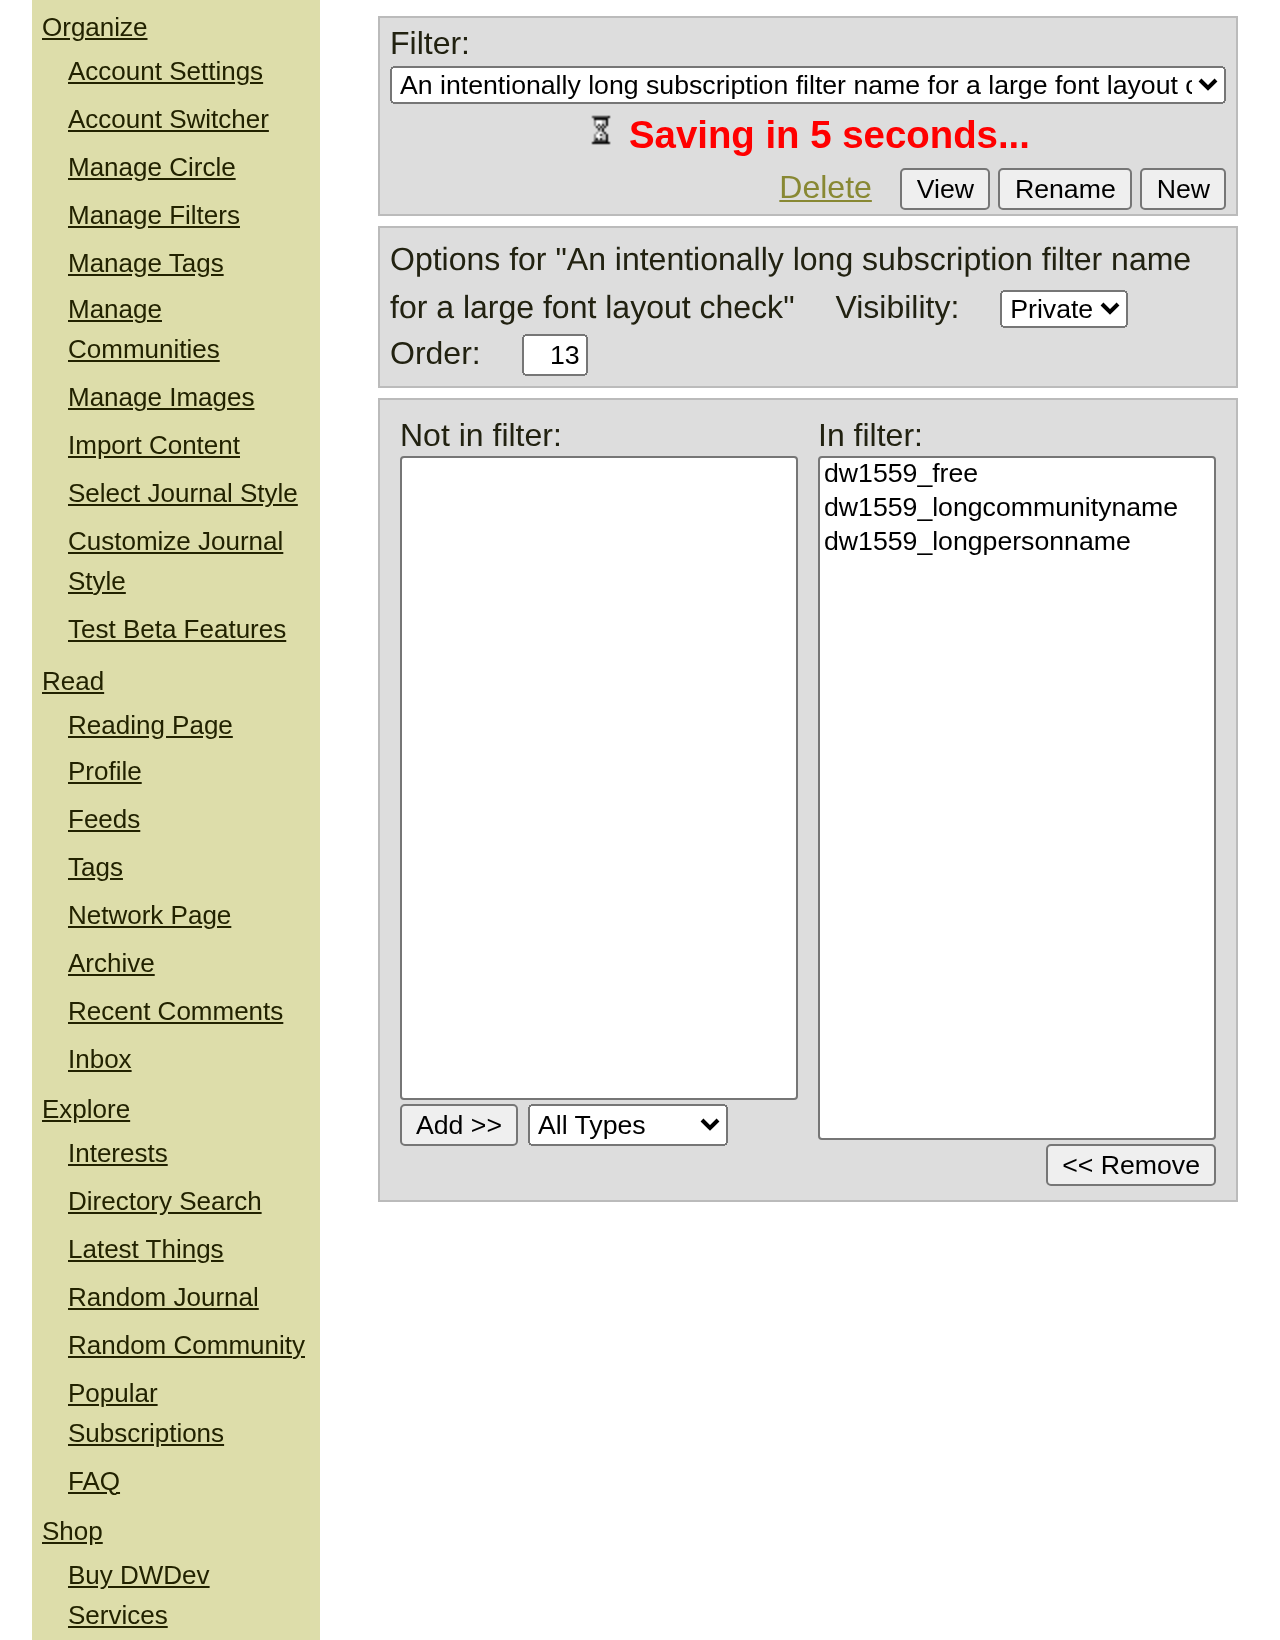 Organize
Account Settings
Account Switcher
Manage Circle
Manage Filters
Manage Tags
Manage
Communities
Manage Images
Import Content
Select Journal Style
Customize Journal
Style
Test Beta Features
Read
Reading Page
Profile
Feeds
Tags
Network Page
Archive
Recent Comments
Inbox
Explore
Interests
Directory Search
Latest Things
Random Journal
Random Community
Popular
Subscriptions
FAQ
Shop
Buy DWDev
Services
Filter:
An intentionally long subscription filter name for a large font layout
Saving in 5 seconds...
Delete View Rename New
Options for "An intentionally long subscription filter name
for a large font layout check" Visibility: Private
Order: 13
Not in filter:
Add >> All Types
In filter:
dw1559_free
dw1559_longcommunityname
dw1559_longpersonname
<< Remove